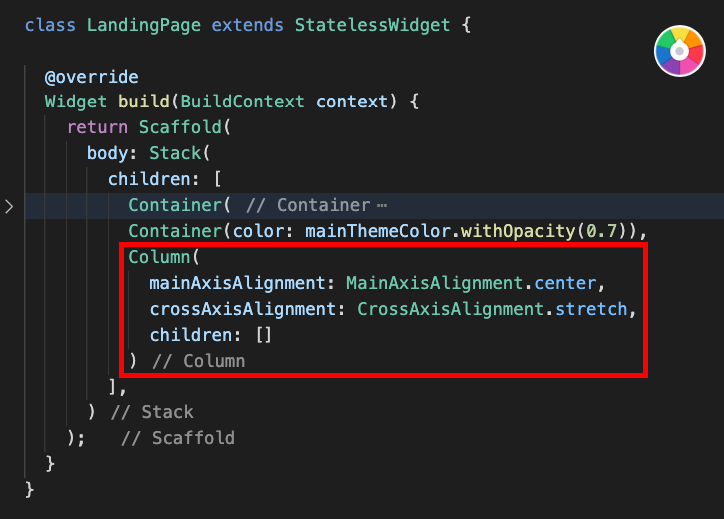 class LandingPage extends StatelessWidget {
@override
Widget build(BuildContext context) {
return Scaffold(
body: Stack(
children: [
Container( // Container ⋯
Container(color: mainThemeColor.withOpacity(0.7)),
Column(
mainAxisAlignment: MainAxisAlignment.center,
crossAxisAlignment: CrossAxisAlignment.stretch,
children: []
) // Column
],
) // Stack
); // Scaffold
}
}